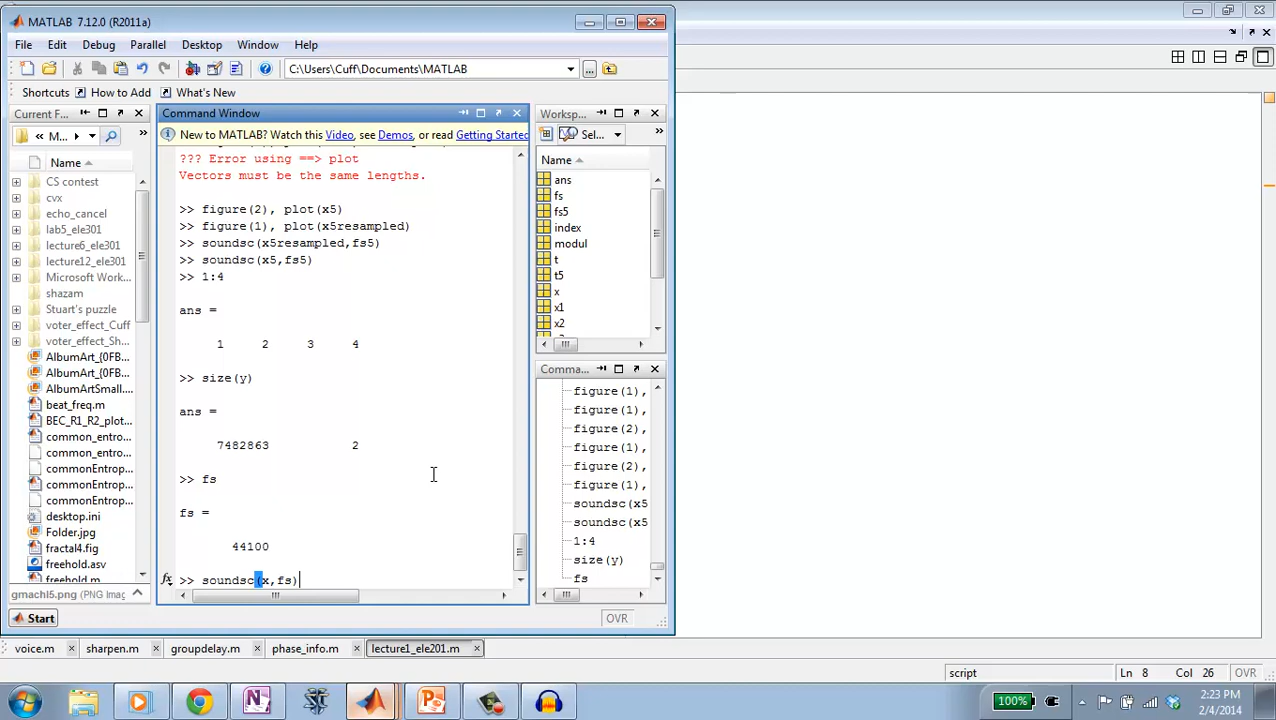 MATLAB 7.12.0 (R2011a)
File Edit Debug Parallel Desktop Window Help
C:\Users\Cuff\Documents\MATLAB
Shortcuts How to Add What's New
Current F...
« M...
Name
CS contest
cvx
echo_cancel
lab5_ele301
lecture6_ele301
lecture12_ele301
Microsoft Work...
shazam
Stuart's puzzle
voter_effect_Cuff
voter_effect_Sh...
AlbumArt_{0FB...
AlbumArt_{0FB...
AlbumArtSmall....
beat_freq.m
BEC_R1_R2_plot...
common_entro...
common_entro...
commonEntrop...
commonEntrop...
commonEntrop...
desktop.ini
Folder.jpg
fractal4.fig
freehold.asv
freehold.m
gmachl5.png (PNG Imag...
Command Window
New to MATLAB? Watch this Video, see Demos, or read Getting Started
??? Error using ==> plot
Vectors must be the same lengths.
>> figure(2), plot(x5)
>> figure(1), plot(x5resampled)
>> soundsc(x5resampled,fs5)
>> soundsc(x5,fs5)
>> 1:4
ans =
1 2 3 4
>> size(y)
ans =
7482863 2
>> fs
fs =
44100
fx >> soundsc(x,fs)
Worksp...
Sel...
Name
ans
fs
fs5
index
modul
t
t5
x
x1
x2
Comma...
figure(1),
figure(1),
figure(2),
figure(1),
figure(2),
figure(1),
soundsc(x5
soundsc(x5
1:4
size(y)
fs
Start
OVR
voice.m sharpen.m groupdelay.m phase_info.m lecture1_ele201.m
script Ln 8 Col 26 OVR
100%
2:23 PM
2/4/2014